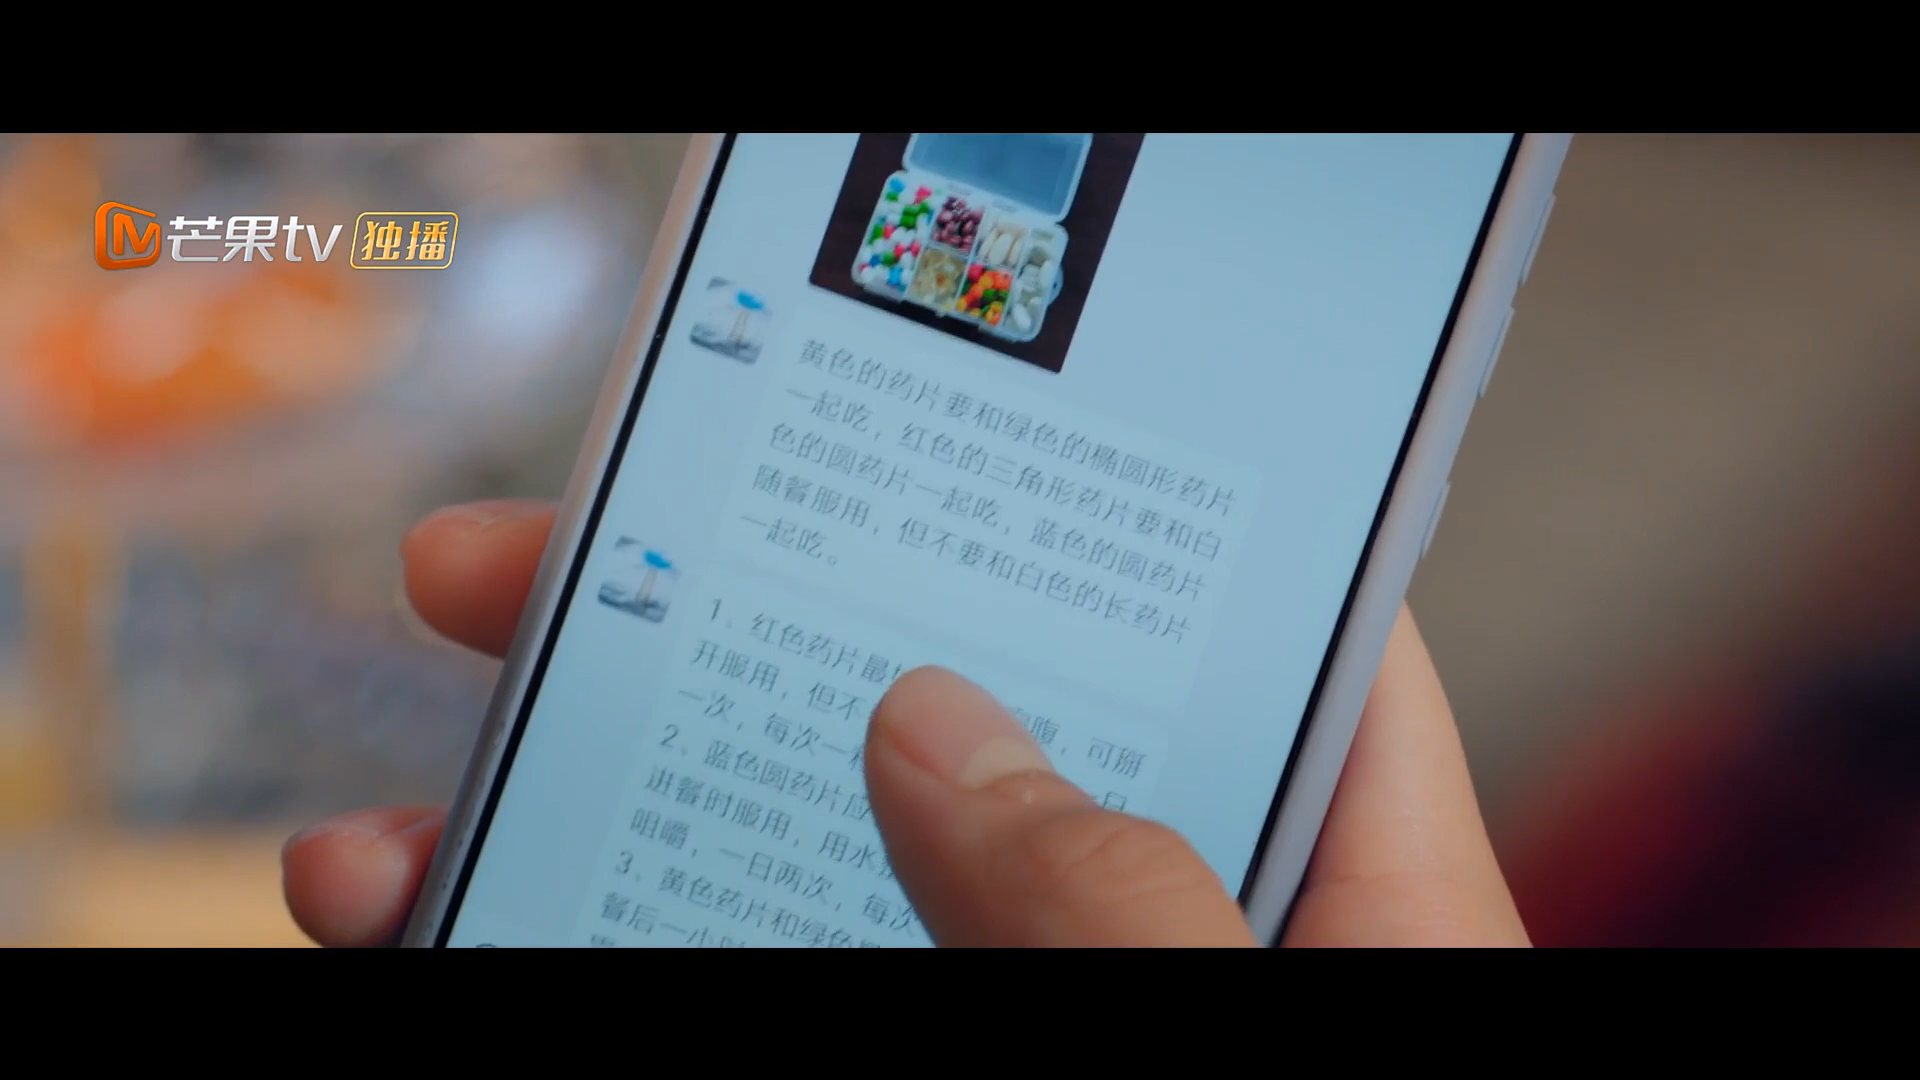 芒果tv 独播
黄色的药片要和绿色的椭圆形药片
一起吃，红色的三角形药片要和白
色的圆药片一起吃，蓝色的圆药片
随餐服用，但不要和白色的长药片
一起吃。
1、红色药片最
腹，可掰
开服用，但不
一日
一次，每次一
2、蓝色圆药片应
进餐时服用，用水
咀嚼，一日两次，每次
3、黄色药片和绿色
餐后一小